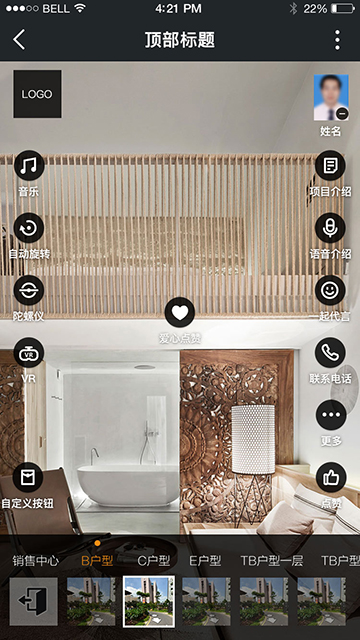 BELL 4:21 PM 22%
顶部标题
LOGO
姓名
音乐
项目介绍
自动旋转
语音介绍
陀螺仪
一起代言
爱心点赞
VR
VR
联系电话
更多
自定义按钮
点赞
销售中心 B户型 C户型 E户型 TB户型一层 TB户型